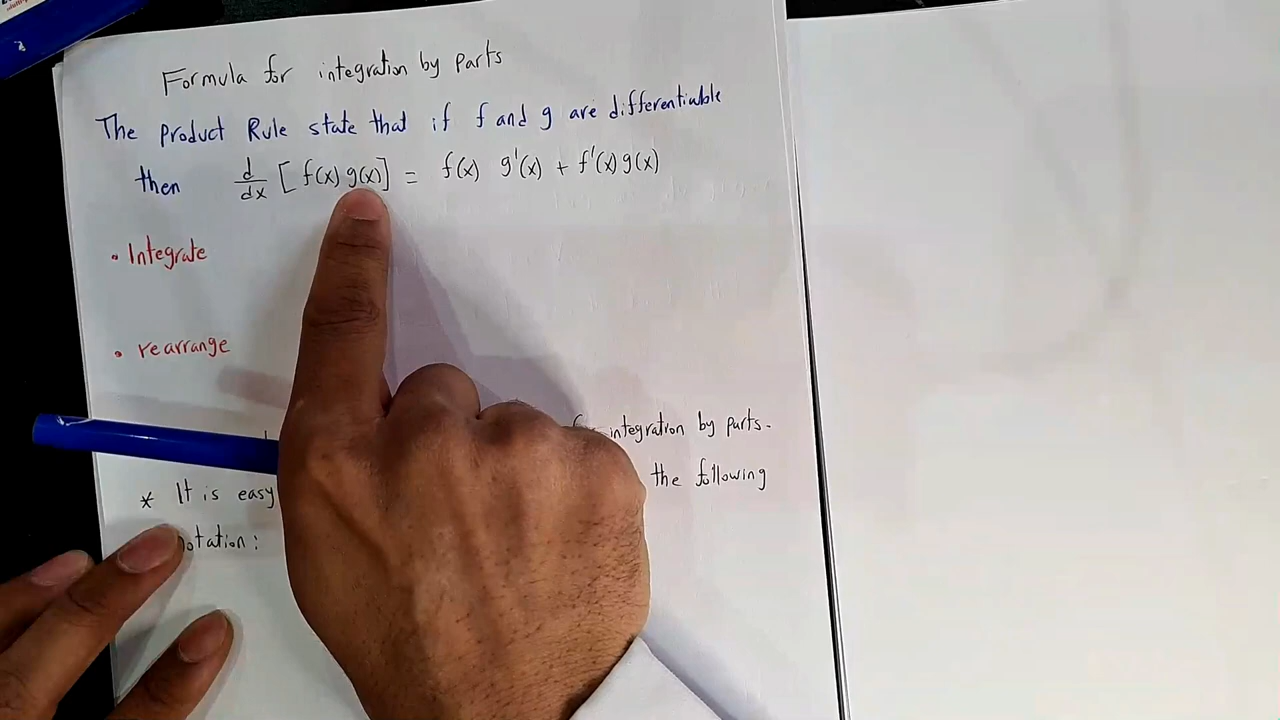 Formula for integration by parts
The product Rule state that if f and g are differentiable
then d/dx [f(x) g(x)] = f(x) g'(x) + f'(x) g(x)
• Integrate
• rearrange
integration by parts.
* It is easy the following
notation: